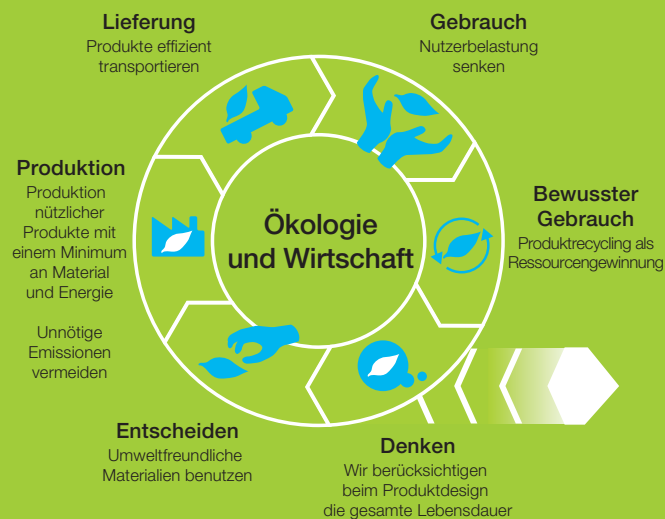 Lieferung
Produkte effizient
transportieren
Gebrauch
Nutzerbelastung
senken
Produktion
Produktion
nützlicher
Produkte mit
einem Minimum
an Material
und Energie
Unnötige
Emissionen
vermeiden
Ökologie
und Wirtschaft
Bewusster
Gebrauch
Produktrecycling als
Ressourcengewinnung
Entscheiden
Umweltfreundliche
Materialien benutzen
Denken
Wir berücksichtigen
beim Produktdesign
die gesamte Lebensdauer